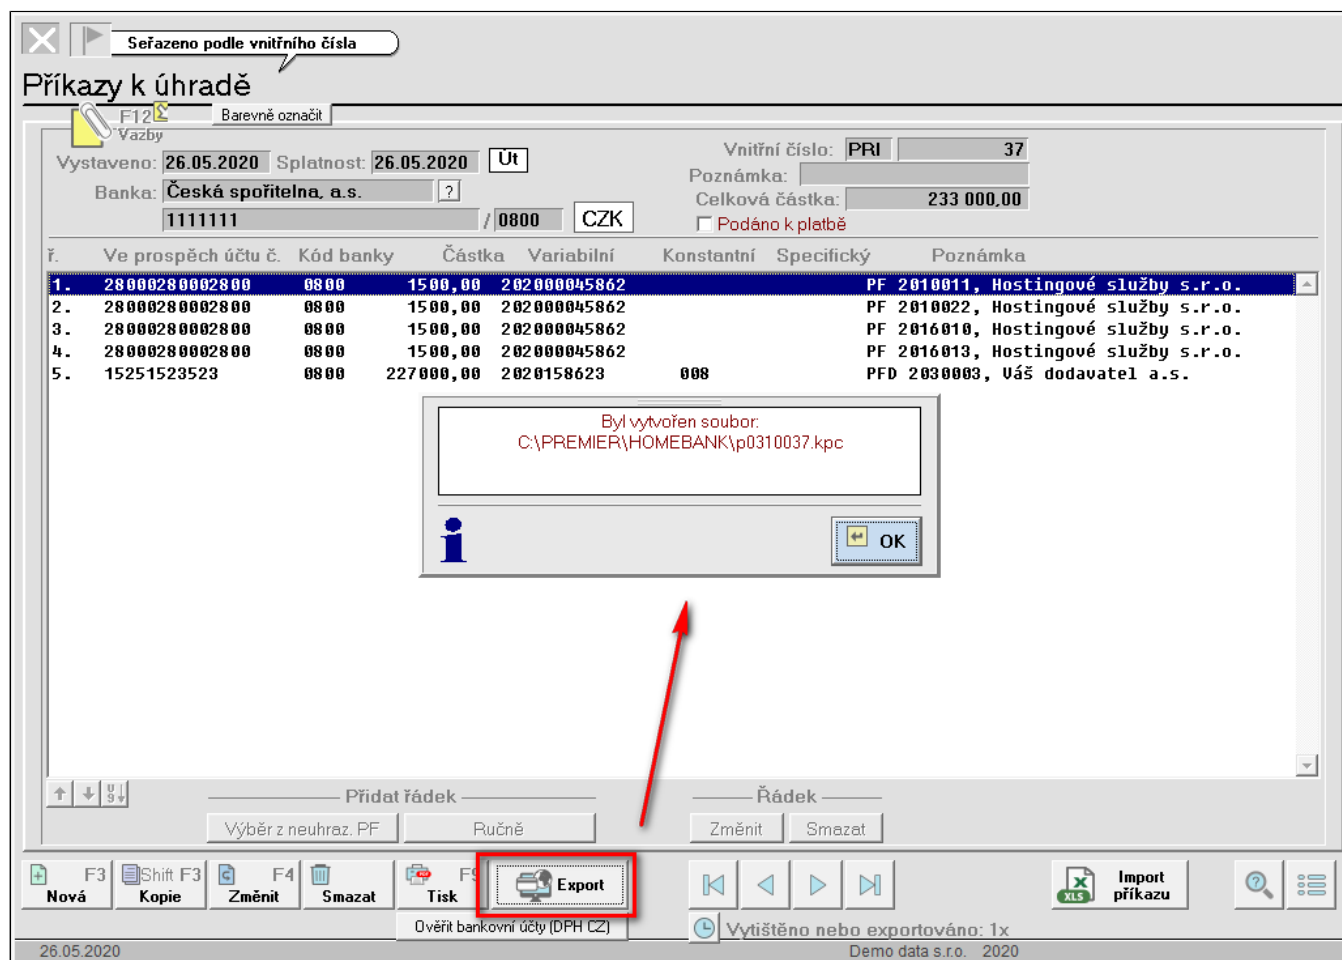 Seřazeno podle vnitřního čísla
Příkazy k úhradě
F12 Barevně označit
Vazby
Vystaveno: 26.05.2020 Splatnost: 26.05.2020 Út Vnitřní číslo: PRI 37
Poznámka:
Banka: Česká spořitelna, a.s. ? Celková částka: 233 000,00
1111111 / 0800 CZK Podáno k platbě
ř. Ve prospěch účtu č. Kód banky Částka Variabilní Konstantní Specifický Poznámka
1. 28000280002800 0800 1500,00 202000045862 PF 2010011, Hostingové služby s.r.o.
2. 28000280002800 0800 1500,00 202000045862 PF 2010022, Hostingové služby s.r.o.
3. 28000280002800 0800 1500,00 202000045862 PF 2016010, Hostingové služby s.r.o.
4. 28000280002800 0800 1500,00 202000045862 PF 2016013, Hostingové služby s.r.o.
5. 15251523523 0800 227000,00 2020158623 008 PFD 2030003, Váš dodavatel a.s.
Byl vytvořen soubor:
C:\PREMIER\HOMEBANK\p0310037.kpc
OK
Přidat řádek Řádek
Výběr z neuhraz. PF Ručně Změnit Smazat
F3 Shift F3 F4
Nová Kopie Změnit Smazat Tisk Export Import příkazu
XLS
Ověřit bankovní účty (DPH CZ) Vytištěno nebo exportováno: 1x
26.05.2020 Demo data s.r.o. 2020